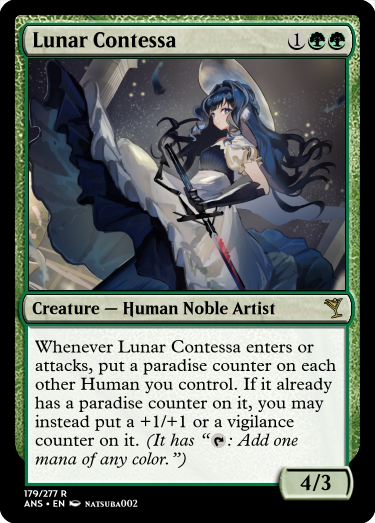 Lunar Contessa 1
Creature — Human Noble Artist
Whenever Lunar Contessa enters or
attacks, put a paradise counter on each
other Human you control. If it already
has a paradise counter on it, you may
instead put a +1/+1 or a vigilance
counter on it. (It has “: Add one
mana of any color.”)
4/3
179/277 R
ANS • EN NATSUBA002